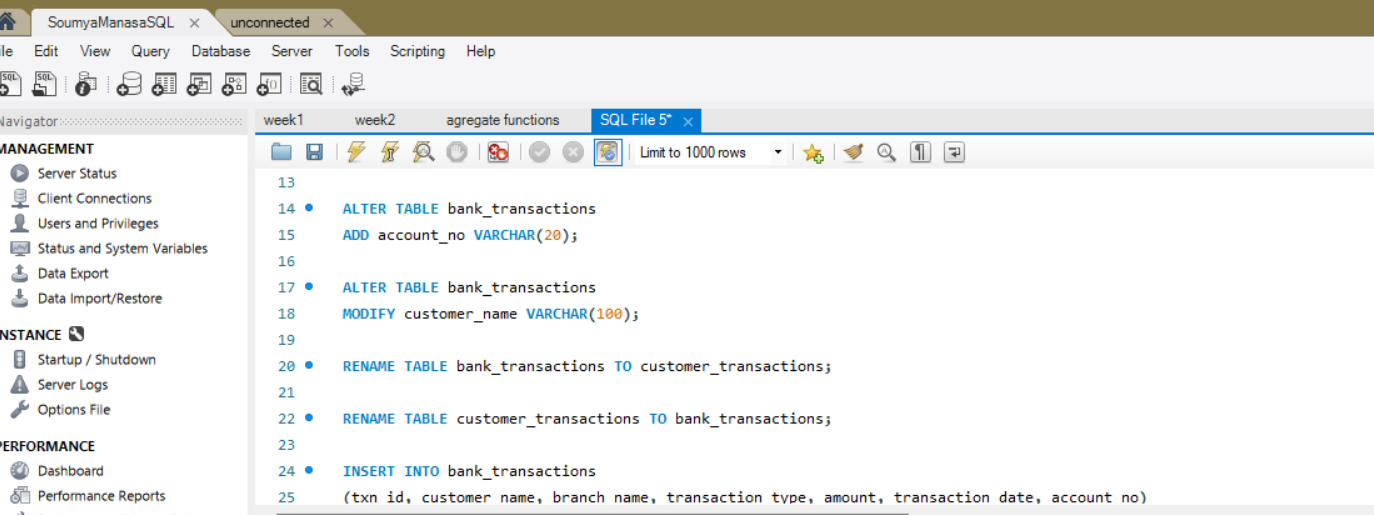 SoumyaManasaSQL ×
unconnected ×
ile Edit View Query Database Server Tools Scripting Help
SQL SQL
Navigator
week1 week2 agregate functions SQL File 5* ×
MANAGEMENT
Server Status
Client Connections
Users and Privileges
Status and System Variables
Data Export
Data Import/Restore
INSTANCE
Startup / Shutdown
Server Logs
Options File
PERFORMANCE
Dashboard
Performance Reports
Limit to 1000 rows
13
14 ALTER TABLE bank_transactions
15 ADD account_no VARCHAR(20);
16
17 ALTER TABLE bank_transactions
18 MODIFY customer_name VARCHAR(100);
19
20 RENAME TABLE bank_transactions TO customer_transactions;
21
22 RENAME TABLE customer_transactions TO bank_transactions;
23
24 INSERT INTO bank_transactions
25 (txn_id, customer_name, branch_name, transaction_type, amount, transaction_date, account_no)